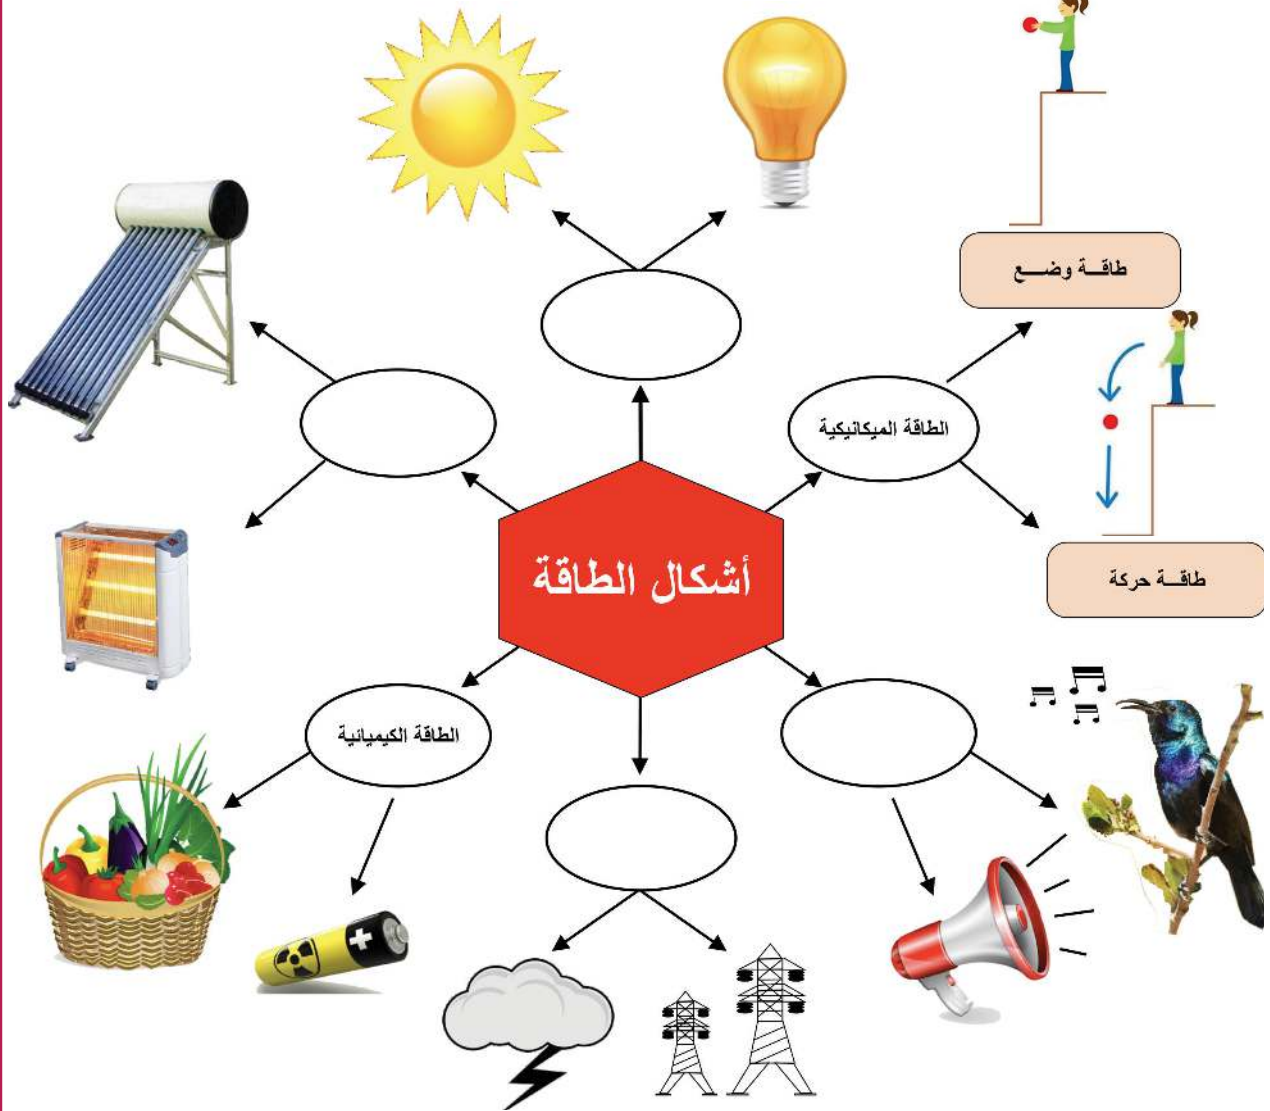 طاقـــة وضـــع
الطاقة الميكانيكية
أشكال الطاقة
طاقـــة حركة
الطاقة الكيميائية